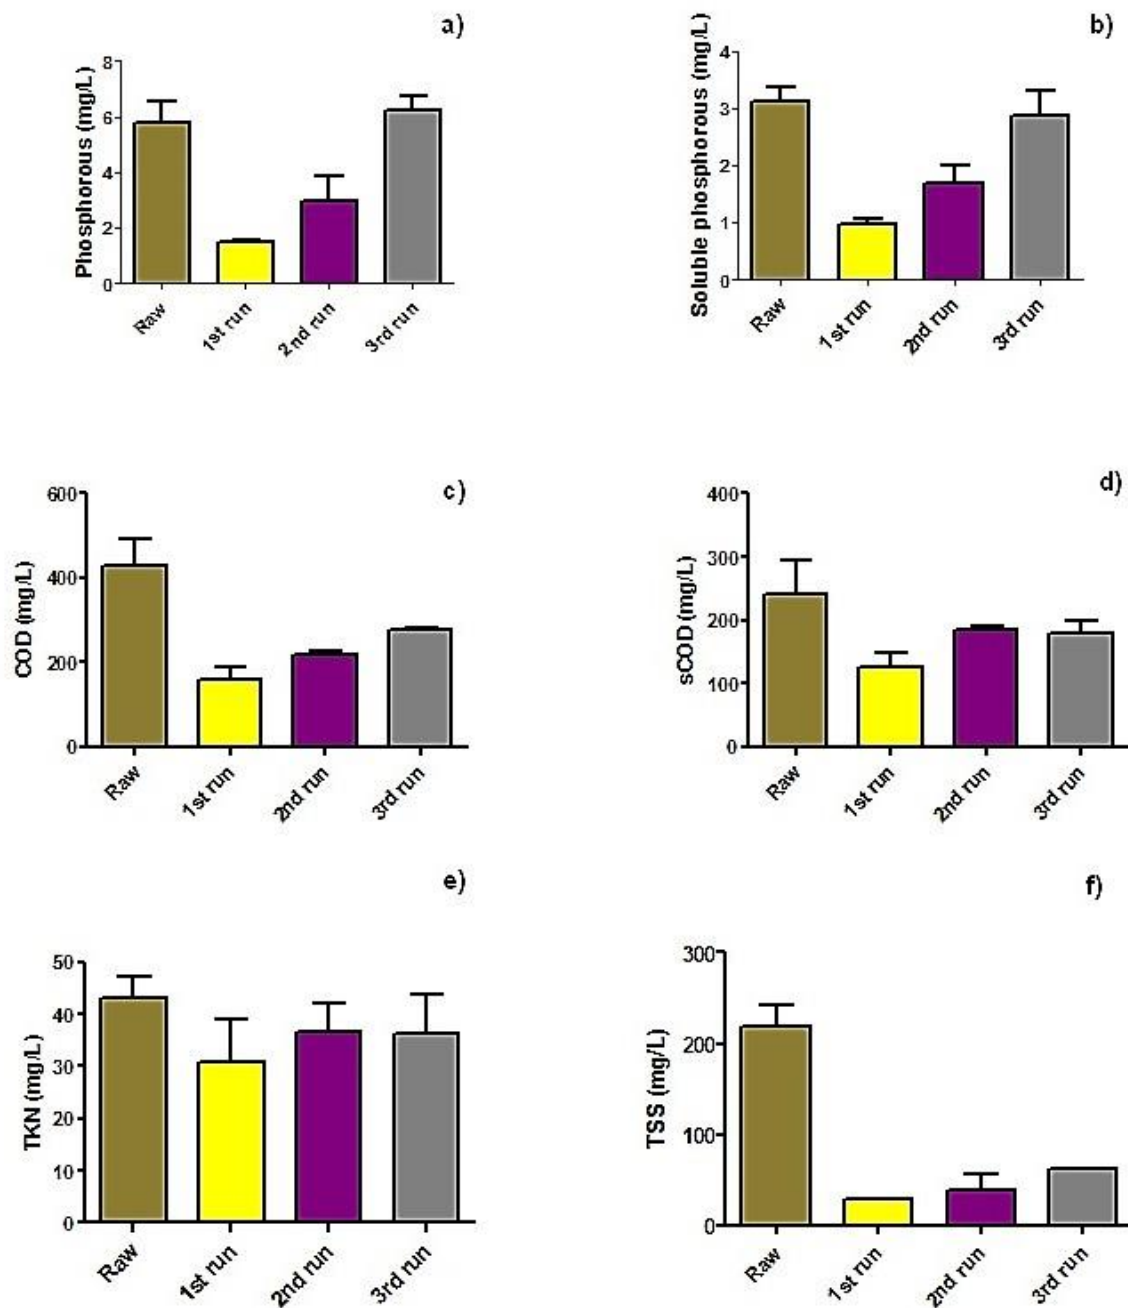 a)
Phosphorous (mg/L)
8
6
4
2
0
Raw
1st run
2nd run
3rd run
b)
Soluble phosphorous (mg/L)
4
3
2
1
0
Raw
1st run
2nd run
3rd run
c)
COD (mg/L)
600
400
200
0
Raw
1st run
2nd run
3rd run
d)
sCOD (mg/L)
400
300
200
100
0
Raw
1st run
2nd run
3rd run
e)
TKN (mg/L)
50
40
30
20
10
0
Raw
1st run
2nd run
3rd run
f)
TSS (mg/L)
300
200
100
0
Raw
1st run
2nd run
3rd run